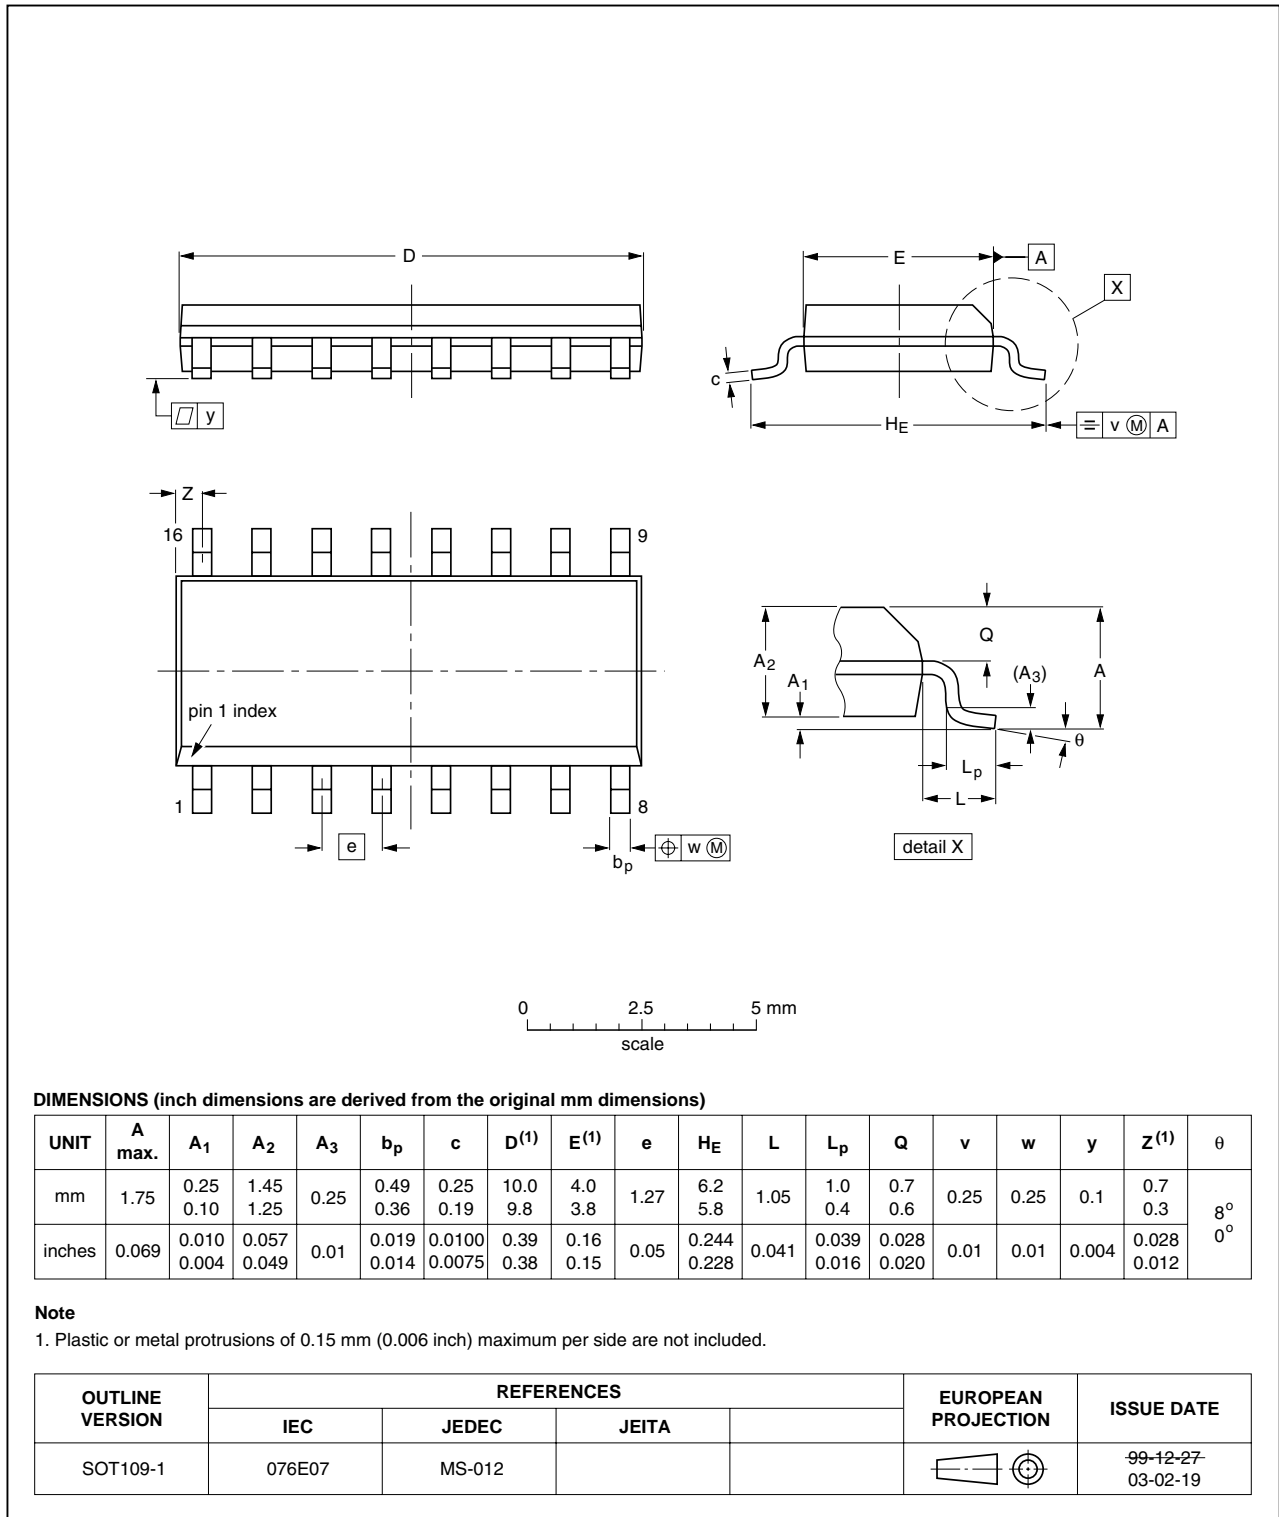 D
E
A
X
y
c
HE
v M A
Z
16
9
pin 1 index
1
8
e
bp
w M
Q
A2
A1
(A3)
A
θ
Lp
L
detail X
0 2.5 5 mm
scale
DIMENSIONS (inch dimensions are derived from the original mm dimensions)
UNIT A max. A1 A2 A3 bp c D(1) E(1) e HE L Lp Q v w y Z(1) θ
mm 1.75 0.25 0.10 1.45 1.25 0.25 0.49 0.36 0.25 0.19 10.0 9.8 4.0 3.8 1.27 6.2 5.8 1.05 1.0 0.4 0.7 0.6 0.25 0.25 0.1 0.7 0.3 8° 0°
inches 0.069 0.010 0.004 0.057 0.049 0.01 0.019 0.014 0.0100 0.0075 0.39 0.38 0.16 0.15 0.05 0.244 0.228 0.041 0.039 0.016 0.028 0.020 0.01 0.01 0.004 0.028 0.012
Note
1. Plastic or metal protrusions of 0.15 mm (0.006 inch) maximum per side are not included.
OUTLINE VERSION REFERENCES EUROPEAN PROJECTION ISSUE DATE
IEC JEDEC JEITA
SOT109-1 076E07 MS-012 99-12-27
03-02-19